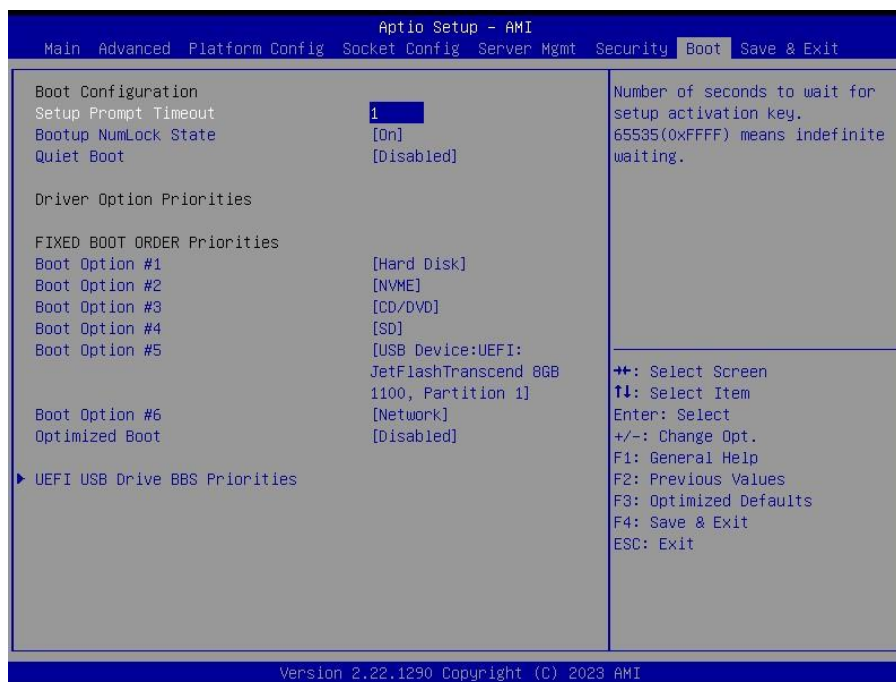 Aptio Setup – AMI
Main Advanced Platform Config Socket Config Server Mgmt Security Boot Save & Exit
Boot Configuration
Setup Prompt Timeout 1
Bootup NumLock State [On]
Quiet Boot [Disabled]
Driver Option Priorities
FIXED BOOT ORDER Priorities
Boot Option #1 [Hard Disk]
Boot Option #2 [NVME]
Boot Option #3 [CD/DVD]
Boot Option #4 [SD]
Boot Option #5 [USB Device:UEFI:
JetFlashTranscend 8GB
1100, Partition 1]
Boot Option #6 [Network]
Optimized Boot [Disabled]
UEFI USB Drive BBS Priorities
Number of seconds to wait for
setup activation key.
65535(0xFFFF) means indefinite
waiting.
→←: Select Screen
↑↓: Select Item
Enter: Select
+/-: Change Opt.
F1: General Help
F2: Previous Values
F3: Optimized Defaults
F4: Save & Exit
ESC: Exit
Version 2.22.1290 Copyright (C) 2023 AMI